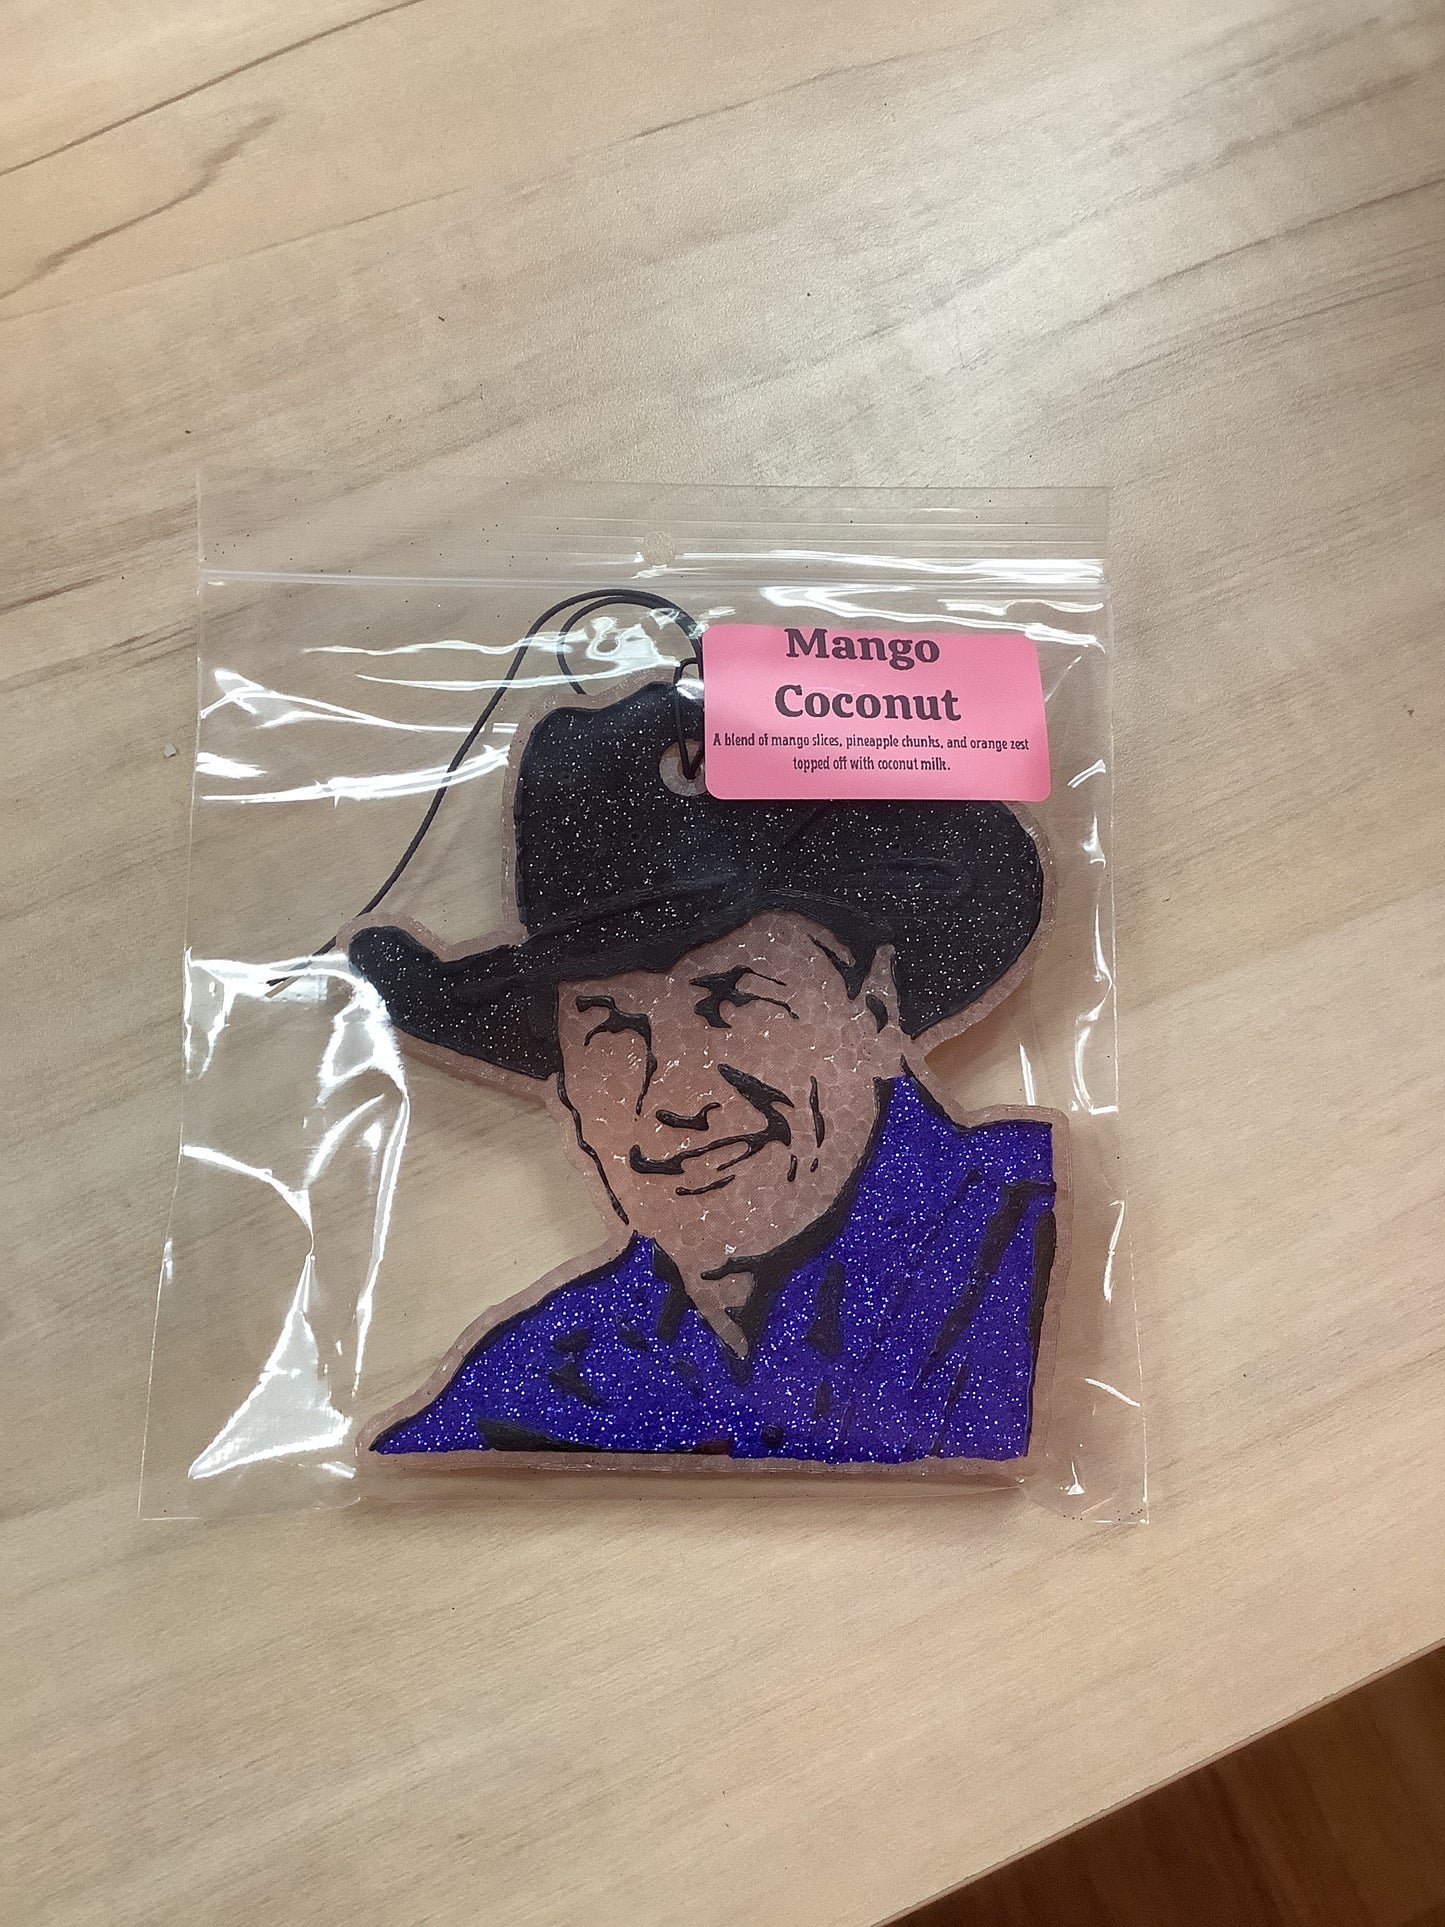 Mango
Coconut
A blend of mango slices, pineapple chunks, and orange zest
topped off with coconut milk.